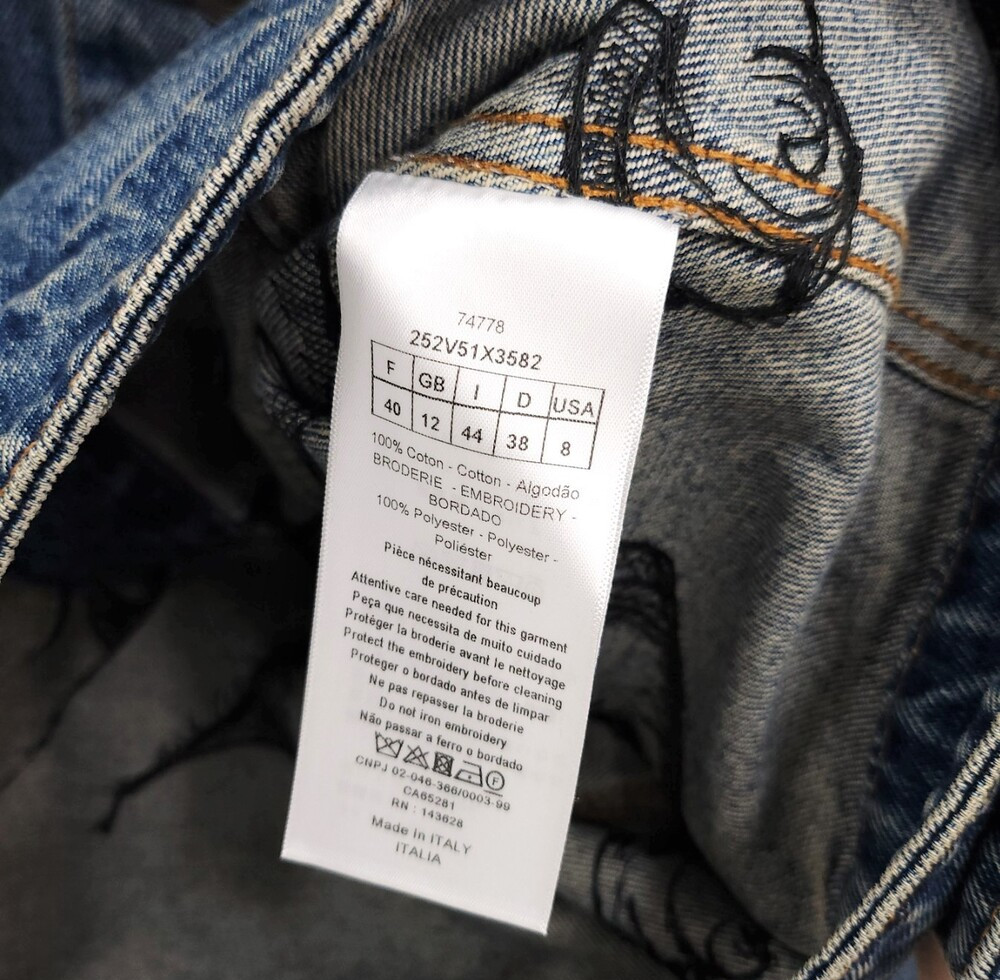 74778
252V51X3582
F GB I D USA
40 12 44 38 8
100% Coton - Cotton - Algodão
BRODERIE - EMBROIDERY -
BORDADO
100% Polyester - Polyester -
Poliéster
Pièce nécessitant beaucoup
de précaution
Attentive care needed for this garment
Peça que necessita de muito cuidado
Protéger la broderie avant le nettoyage
Protect the embroidery before cleaning
Proteger o bordado antes de limpar
Ne pas repasser la broderie
Do not iron embroidery
Não passar a ferro o bordado
F
CNPJ 02-046-366/0003-99
CA65281
RN : 143628
Made In ITALY
ITALIA